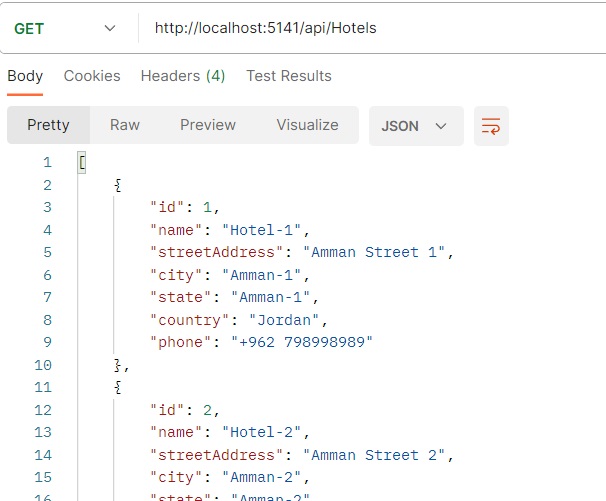 GET http://localhost:5141/api/Hotels
Body Cookies Headers (4) Test Results
Pretty Raw Preview Visualize JSON
1 [
2 {
3 "id": 1,
4 "name": "Hotel-1",
5 "streetAddress": "Amman Street 1",
6 "city": "Amman-1",
7 "state": "Amman-1",
8 "country": "Jordan",
9 "phone": "+962 798998989"
10 },
11 {
12 "id": 2,
13 "name": "Hotel-2",
14 "streetAddress": "Amman Street 2",
15 "city": "Amman-2",
16 "state": "Amman-2"